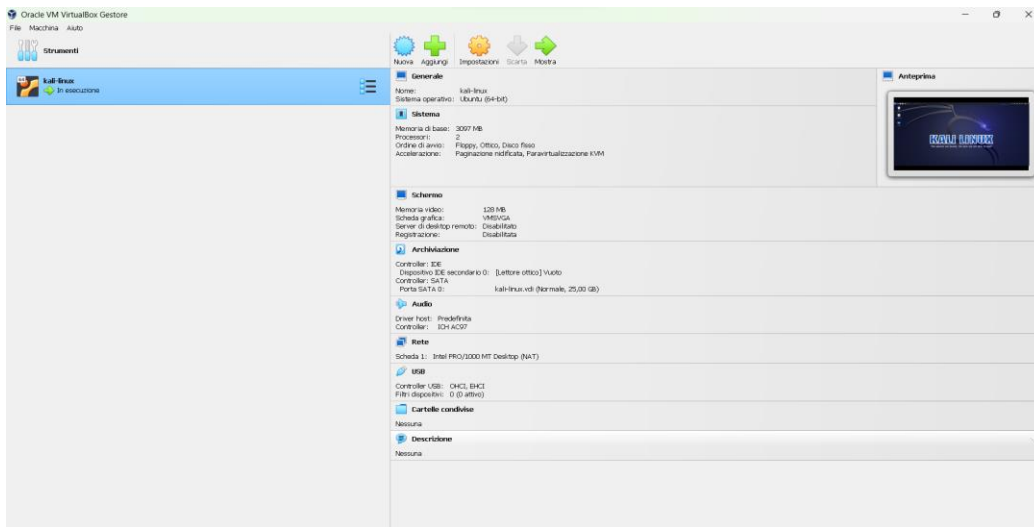 Oracle VM VirtualBox Gestore
File Macchina Aiuto
Strumenti
kali-linux
In esecuzione
Nuova Aggiungi Impostazioni Scarta Mostra
Generale
Nome: kali-linux
Sistema operativo: Ubuntu (64-bit)
Sistema
Memoria di base: 3097 MB
Processori: 2
Ordine di avvio: Floppy, Ottico, Disco fisso
Accelerazione: Paginazione nidificata, Paravirtualizzazione KVM
Schermo
Memoria video: 128 MB
Scheda grafica: VMSVGA
Server di desktop remoto: Disabilitato
Registrazione: Disabilitata
Archiviazione
Controller: IDE
Dispositivo IDE secondario 0: [Lettore ottico] Vuoto
Controller: SATA
Porta SATA 0: kali-linux.vdi (Normale, 25,00 GB)
Audio
Driver host: Predefinita
Controller: ICH AC97
Rete
Scheda 1: Intel PRO/1000 MT Desktop (NAT)
USB
Controller USB: OHCI, EHCI
Filtri dispositivi: 0 (0 attivo)
Cartelle condivise
Nessuna
Descrizione
Nessuna
Anteprima
KALI LINUX